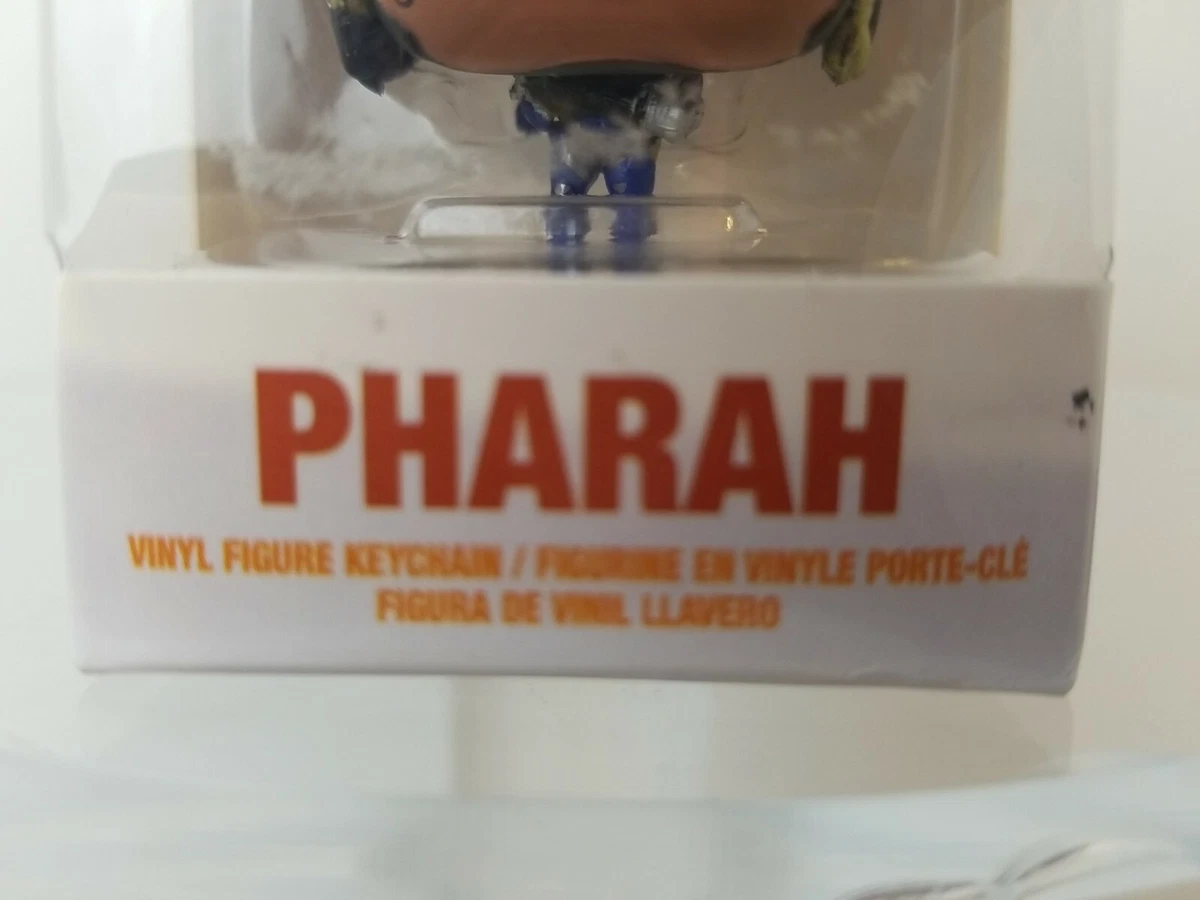 PHARAH
VINYL FIGURE KEYCHAIN / FIGURINE EN VINYLE PORTE-CLÉ
FIGURA DE VINIL LLAVERO